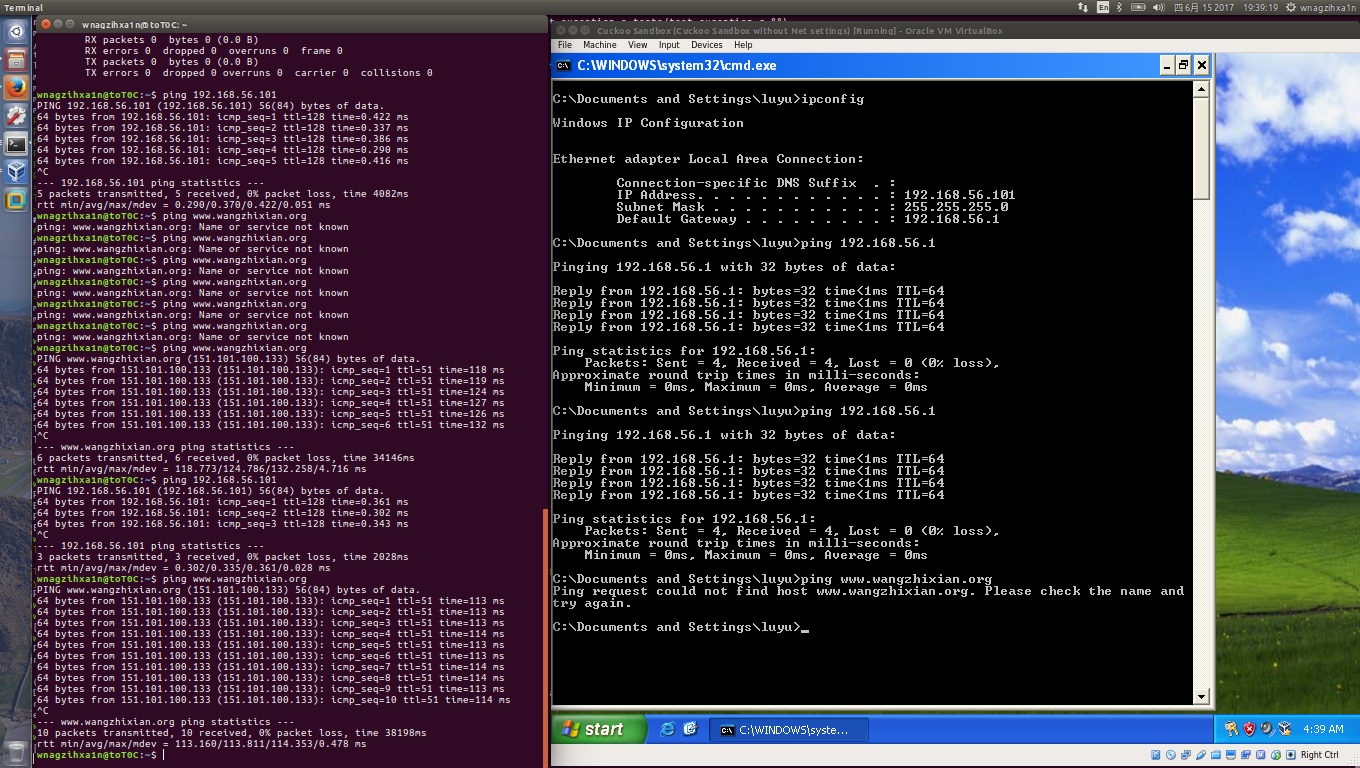 Terminal
En
四 6月 15 2017
19:39:19
wnagzihxa1n
wnagzihxa1n@toT0C: ~
RX packets 0  bytes 0 (0.0 B)
RX errors 0  dropped 0  overruns 0  frame 0
TX packets 0  bytes 0 (0.0 B)
TX errors 0  dropped 0 overruns 0  carrier 0  collisions 0
wnagzihxa1n@toT0C:~$ ping 192.168.56.101
PING 192.168.56.101 (192.168.56.101) 56(84) bytes of data.
64 bytes from 192.168.56.101: icmp_seq=1 ttl=128 time=0.422 ms
64 bytes from 192.168.56.101: icmp_seq=2 ttl=128 time=0.337 ms
64 bytes from 192.168.56.101: icmp_seq=3 ttl=128 time=0.386 ms
64 bytes from 192.168.56.101: icmp_seq=4 ttl=128 time=0.290 ms
64 bytes from 192.168.56.101: icmp_seq=5 ttl=128 time=0.416 ms
^C
--- 192.168.56.101 ping statistics ---
5 packets transmitted, 5 received, 0% packet loss, time 4082ms
rtt min/avg/max/mdev = 0.290/0.370/0.422/0.051 ms
wnagzihxa1n@toT0C:~$ ping www.wangzhixian.org
ping: www.wangzhixian.org: Name or service not known
wnagzihxa1n@toT0C:~$ ping www.wangzhixian.org
ping: www.wangzhixian.org: Name or service not known
wnagzihxa1n@toT0C:~$ ping www.wangzhixian.org
ping: www.wangzhixian.org: Name or service not known
wnagzihxa1n@toT0C:~$ ping www.wangzhixian.org
ping: www.wangzhixian.org: Name or service not known
wnagzihxa1n@toT0C:~$ ping www.wangzhixian.org
ping: www.wangzhixian.org: Name or service not known
wnagzihxa1n@toT0C:~$ ping www.wangzhixian.org
ping: www.wangzhixian.org: Name or service not known
wnagzihxa1n@toT0C:~$ ping www.wangzhixian.org
PING www.wangzhixian.org (151.101.100.133) 56(84) bytes of data.
64 bytes from 151.101.100.133 (151.101.100.133): icmp_seq=1 ttl=51 time=118 ms
64 bytes from 151.101.100.133 (151.101.100.133): icmp_seq=2 ttl=51 time=119 ms
64 bytes from 151.101.100.133 (151.101.100.133): icmp_seq=3 ttl=51 time=124 ms
64 bytes from 151.101.100.133 (151.101.100.133): icmp_seq=4 ttl=51 time=127 ms
64 bytes from 151.101.100.133 (151.101.100.133): icmp_seq=5 ttl=51 time=126 ms
64 bytes from 151.101.100.133 (151.101.100.133): icmp_seq=6 ttl=51 time=132 ms
^C
--- www.wangzhixian.org ping statistics ---
6 packets transmitted, 6 received, 0% packet loss, time 34146ms
rtt min/avg/max/mdev = 118.773/124.786/132.258/4.716 ms
wnagzihxa1n@toT0C:~$ ping 192.168.56.101
PING 192.168.56.101 (192.168.56.101) 56(84) bytes of data.
64 bytes from 192.168.56.101: icmp_seq=1 ttl=128 time=0.361 ms
64 bytes from 192.168.56.101: icmp_seq=2 ttl=128 time=0.302 ms
64 bytes from 192.168.56.101: icmp_seq=3 ttl=128 time=0.343 ms
^C
--- 192.168.56.101 ping statistics ---
3 packets transmitted, 3 received, 0% packet loss, time 2028ms
rtt min/avg/max/mdev = 0.302/0.335/0.361/0.028 ms
wnagzihxa1n@toT0C:~$ ping www.wangzhixian.org
PING www.wangzhixian.org (151.101.100.133) 56(84) bytes of data.
64 bytes from 151.101.100.133 (151.101.100.133): icmp_seq=1 ttl=51 time=113 ms
64 bytes from 151.101.100.133 (151.101.100.133): icmp_seq=2 ttl=51 time=113 ms
64 bytes from 151.101.100.133 (151.101.100.133): icmp_seq=3 ttl=51 time=113 ms
64 bytes from 151.101.100.133 (151.101.100.133): icmp_seq=4 ttl=51 time=114 ms
64 bytes from 151.101.100.133 (151.101.100.133): icmp_seq=5 ttl=51 time=113 ms
64 bytes from 151.101.100.133 (151.101.100.133): icmp_seq=6 ttl=51 time=113 ms
64 bytes from 151.101.100.133 (151.101.100.133): icmp_seq=7 ttl=51 time=114 ms
64 bytes from 151.101.100.133 (151.101.100.133): icmp_seq=8 ttl=51 time=114 ms
64 bytes from 151.101.100.133 (151.101.100.133): icmp_seq=9 ttl=51 time=113 ms
64 bytes from 151.101.100.133 (151.101.100.133): icmp_seq=10 ttl=51 time=114 ms
^C
--- www.wangzhixian.org ping statistics ---
10 packets transmitted, 10 received, 0% packet loss, time 38198ms
rtt min/avg/max/mdev = 113.160/113.811/114.353/0.478 ms
wnagzihxa1n@toT0C:~$
Cuckoo Sandbox (Cuckoo Sandbox without Net settings) [Running] - Oracle VM VirtualBox
File Machine View Input Devices Help
C:\WINDOWS\system32\cmd.exe
C:\Documents and Settings\luyu>ipconfig
Windows IP Configuration
Ethernet adapter Local Area Connection:
Connection-specific DNS Suffix  . :
IP Address. . . . . . . . . . . . : 192.168.56.101
Subnet Mask . . . . . . . . . . . : 255.255.255.0
Default Gateway . . . . . . . . . : 192.168.56.1
C:\Documents and Settings\luyu>ping 192.168.56.1
Pinging 192.168.56.1 with 32 bytes of data:
Reply from 192.168.56.1: bytes=32 time<1ms TTL=64
Reply from 192.168.56.1: bytes=32 time<1ms TTL=64
Reply from 192.168.56.1: bytes=32 time<1ms TTL=64
Reply from 192.168.56.1: bytes=32 time<1ms TTL=64
Ping statistics for 192.168.56.1:
Packets: Sent = 4, Received = 4, Lost = 0 (0% loss),
Approximate round trip times in milli-seconds:
Minimum = 0ms, Maximum = 0ms, Average = 0ms
C:\Documents and Settings\luyu>ping 192.168.56.1
Pinging 192.168.56.1 with 32 bytes of data:
Reply from 192.168.56.1: bytes=32 time<1ms TTL=64
Reply from 192.168.56.1: bytes=32 time<1ms TTL=64
Reply from 192.168.56.1: bytes=32 time<1ms TTL=64
Reply from 192.168.56.1: bytes=32 time<1ms TTL=64
Ping statistics for 192.168.56.1:
Packets: Sent = 4, Received = 4, Lost = 0 (0% loss),
Approximate round trip times in milli-seconds:
Minimum = 0ms, Maximum = 0ms, Average = 0ms
C:\Documents and Settings\luyu>ping www.wangzhixian.org
Ping request could not find host www.wangzhixian.org. Please check the name and
try again.
C:\Documents and Settings\luyu>_
start
C:\WINDOWS\syste...
4:39 AM
Right Ctrl